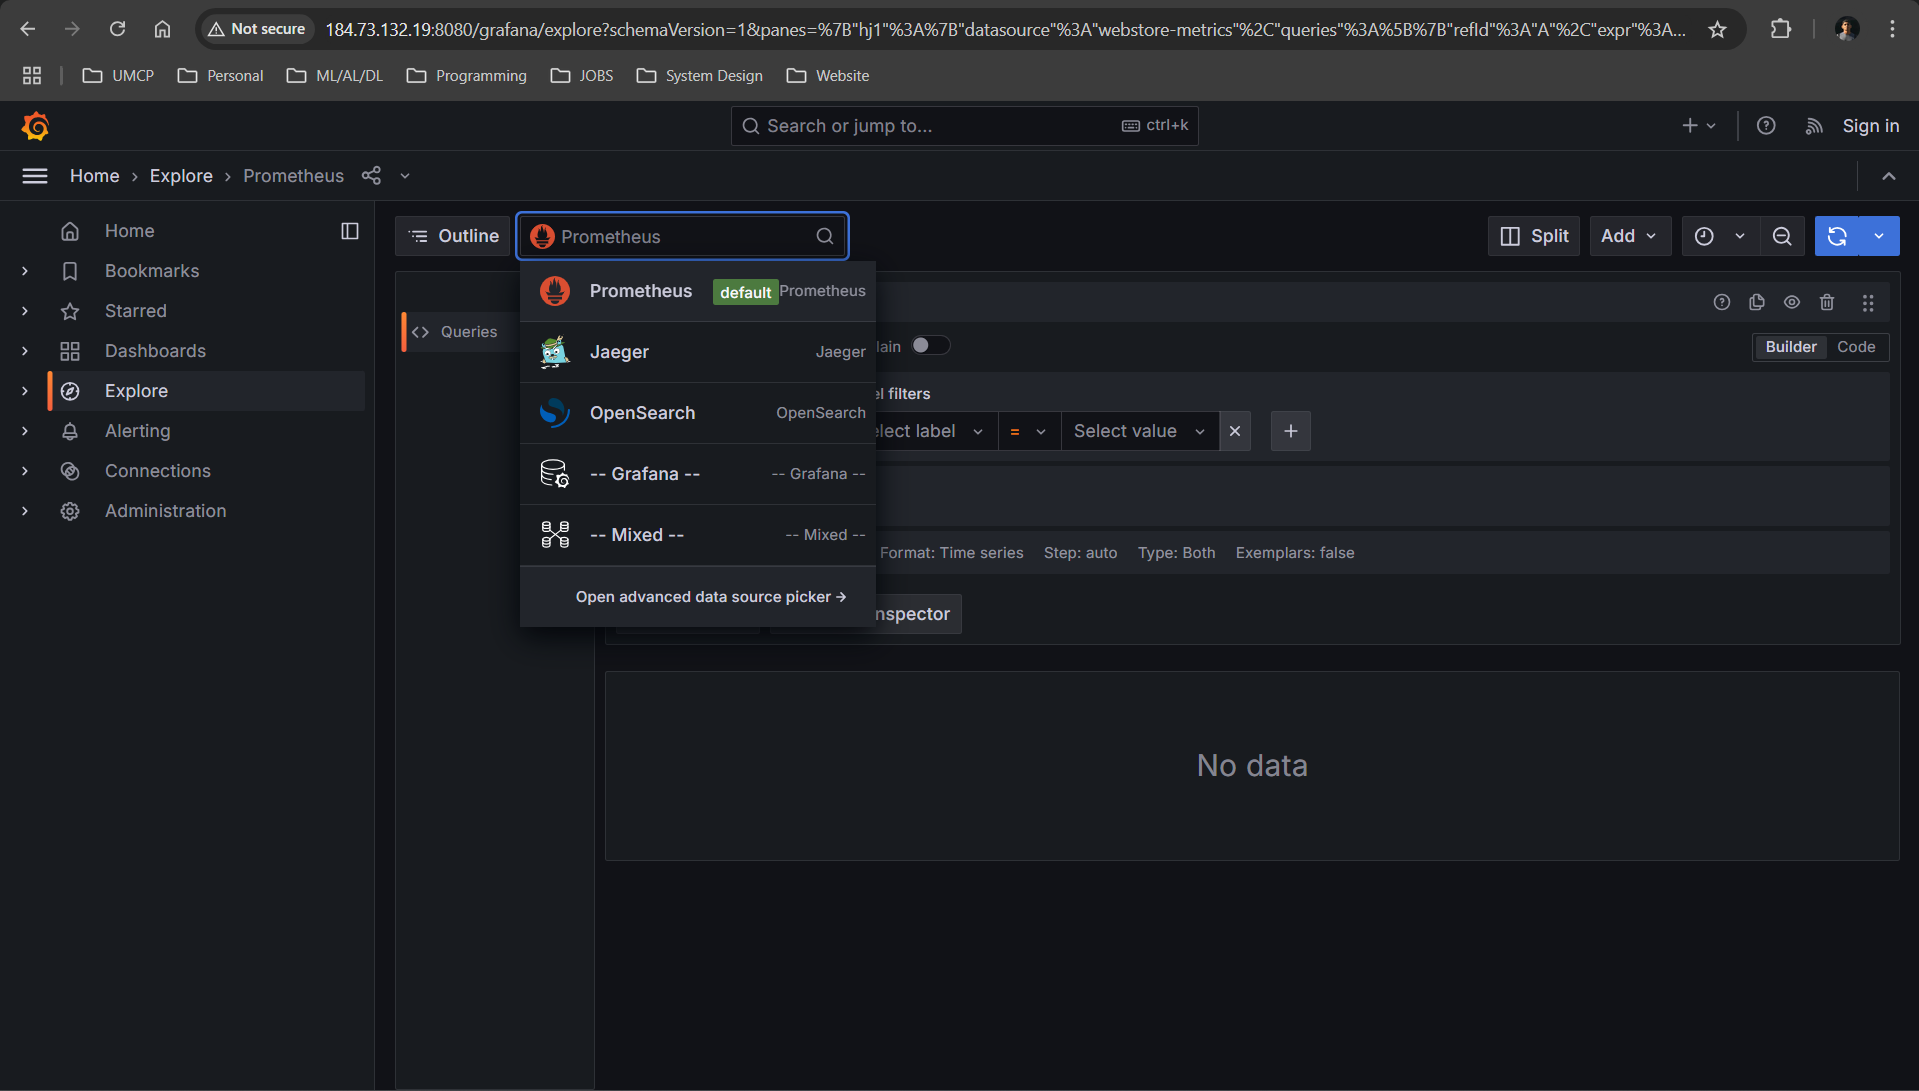 Not secure
184.73.132.19:8080/grafana/explore?schemaVersion=1&panes=%7B"hj1"%3A%7B"datasource"%3A"webstore-metrics"%2C"queries"%3A%5B%7B"refId"%3A"A"%2C"expr"%3A...
UMCP
Personal
ML/AL/DL
Programming
JOBS
System Design
Website
Search or jump to...
ctrl+k
Sign in
Home
Explore
Prometheus
Home
Bookmarks
Starred
Dashboards
Explore
Alerting
Connections
Administration
Outline
Prometheus
Split
Add
Queries
Prometheus default Prometheus
Jaeger Jaeger
OpenSearch OpenSearch
-- Grafana -- -- Grafana --
-- Mixed -- -- Mixed --
Open advanced data source picker →
lain
Builder Code
el filters
elect label = Select value
Format: Time series Step: auto Type: Both Exemplars: false
nspector
No data